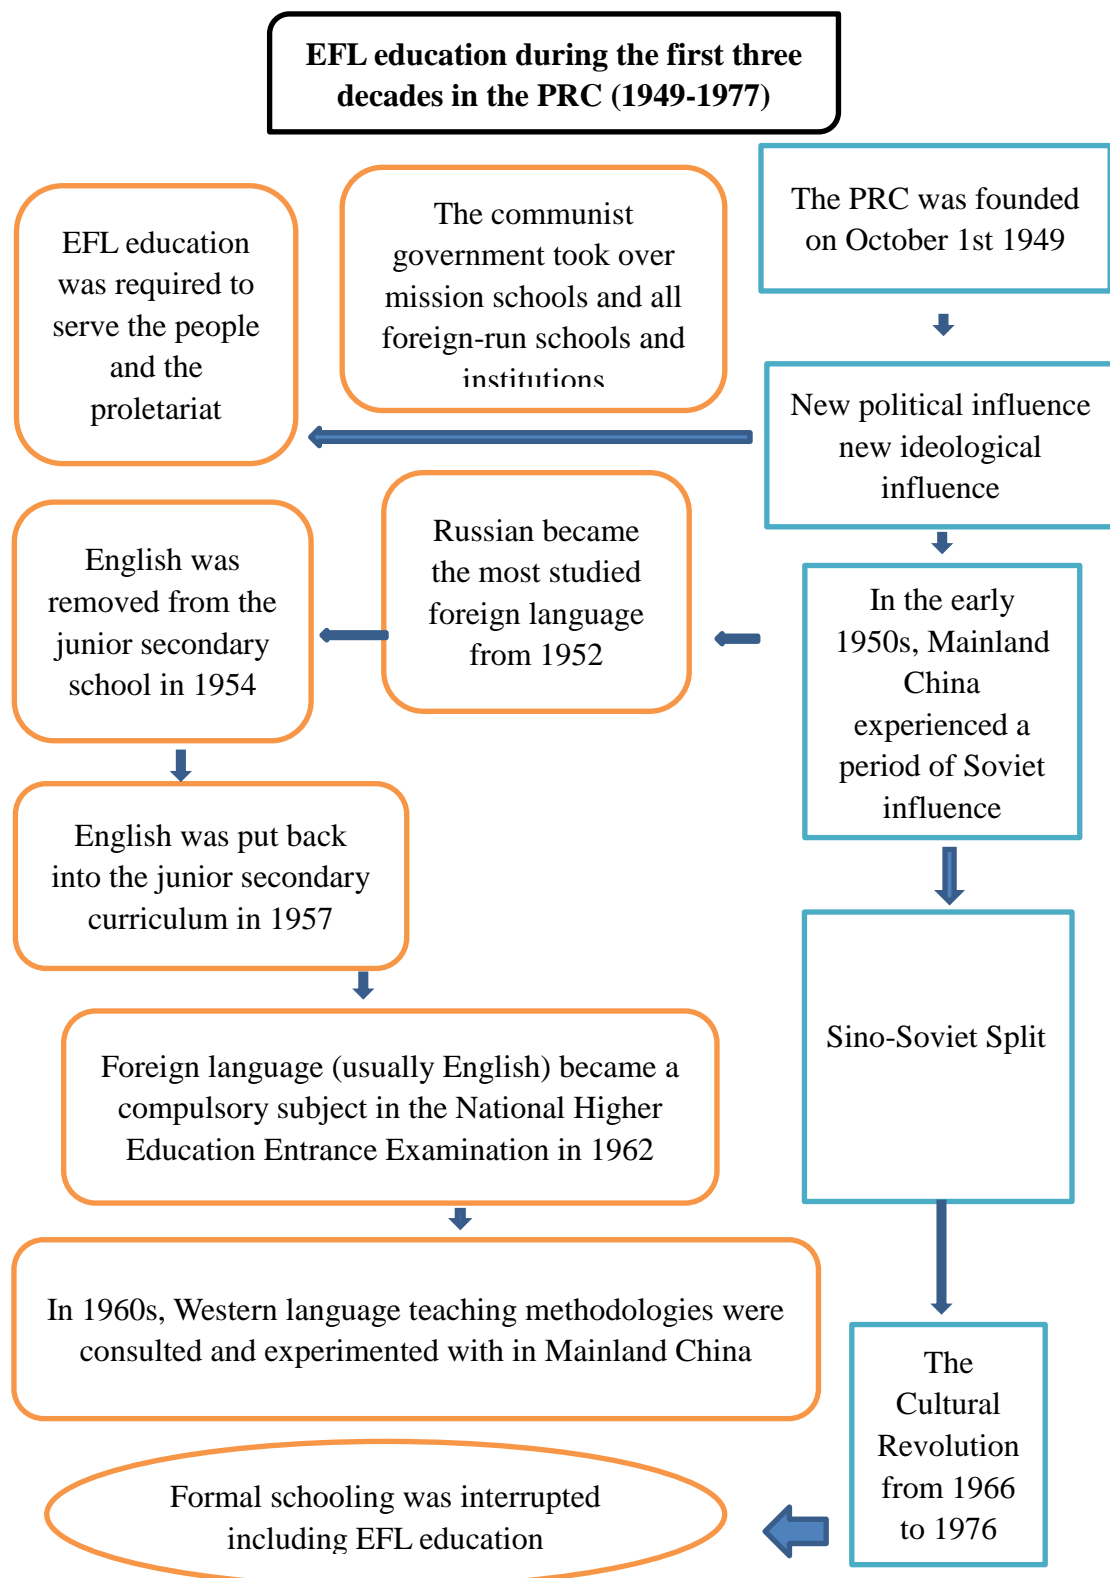 EFL education during the first three
decades in the PRC (1949-1977)
The PRC was founded
on October 1st 1949
The communist
government took over
mission schools and all
foreign-run schools and
institutions
EFL education
was required to
serve the people
and the
proletariat
New political influence
new ideological
influence
English was
removed from the
junior secondary
school in 1954
Russian became
the most studied
foreign language
from 1952
In the early
1950s, Mainland
China
experienced a
period of Soviet
influence
English was put back
into the junior secondary
curriculum in 1957
Sino-Soviet Split
Foreign language (usually English) became a
compulsory subject in the National Higher
Education Entrance Examination in 1962
In 1960s, Western language teaching methodologies were
consulted and experimented with in Mainland China
The
Cultural
Revolution
from 1966
to 1976
Formal schooling was interrupted
including EFL education